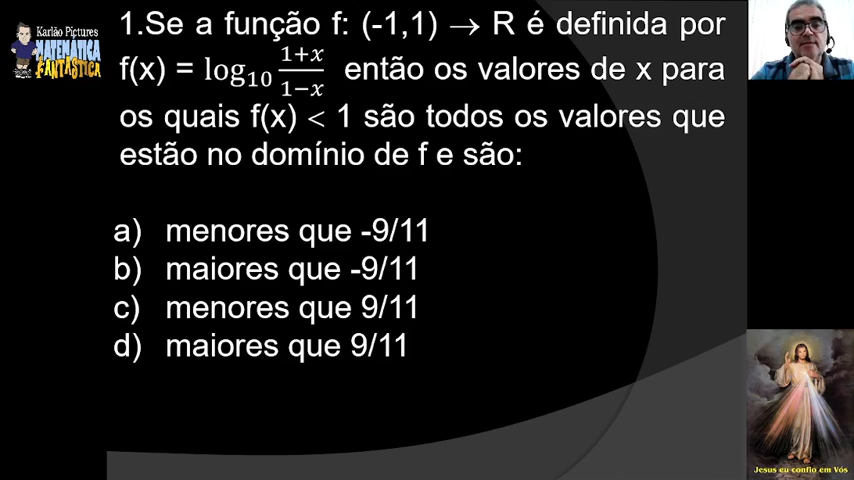 Karlão Pictures
MATEMÁTICA
FANTÁSTICA
1.Se a função f: (-1,1) → R é definida por
f(x) = log₁₀ (1+x)/(1−x) então os valores de x para
os quais f(x) < 1 são todos os valores que
estão no domínio de f e são:
a) menores que -9/11
b) maiores que -9/11
c) menores que 9/11
d) maiores que 9/11
Jesus eu confio em Vós